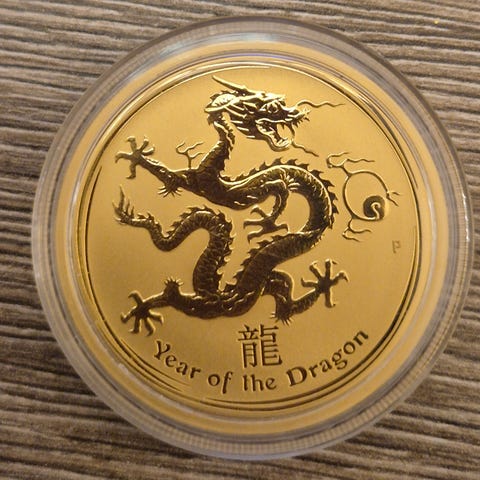 P
龍
Year of the Dragon